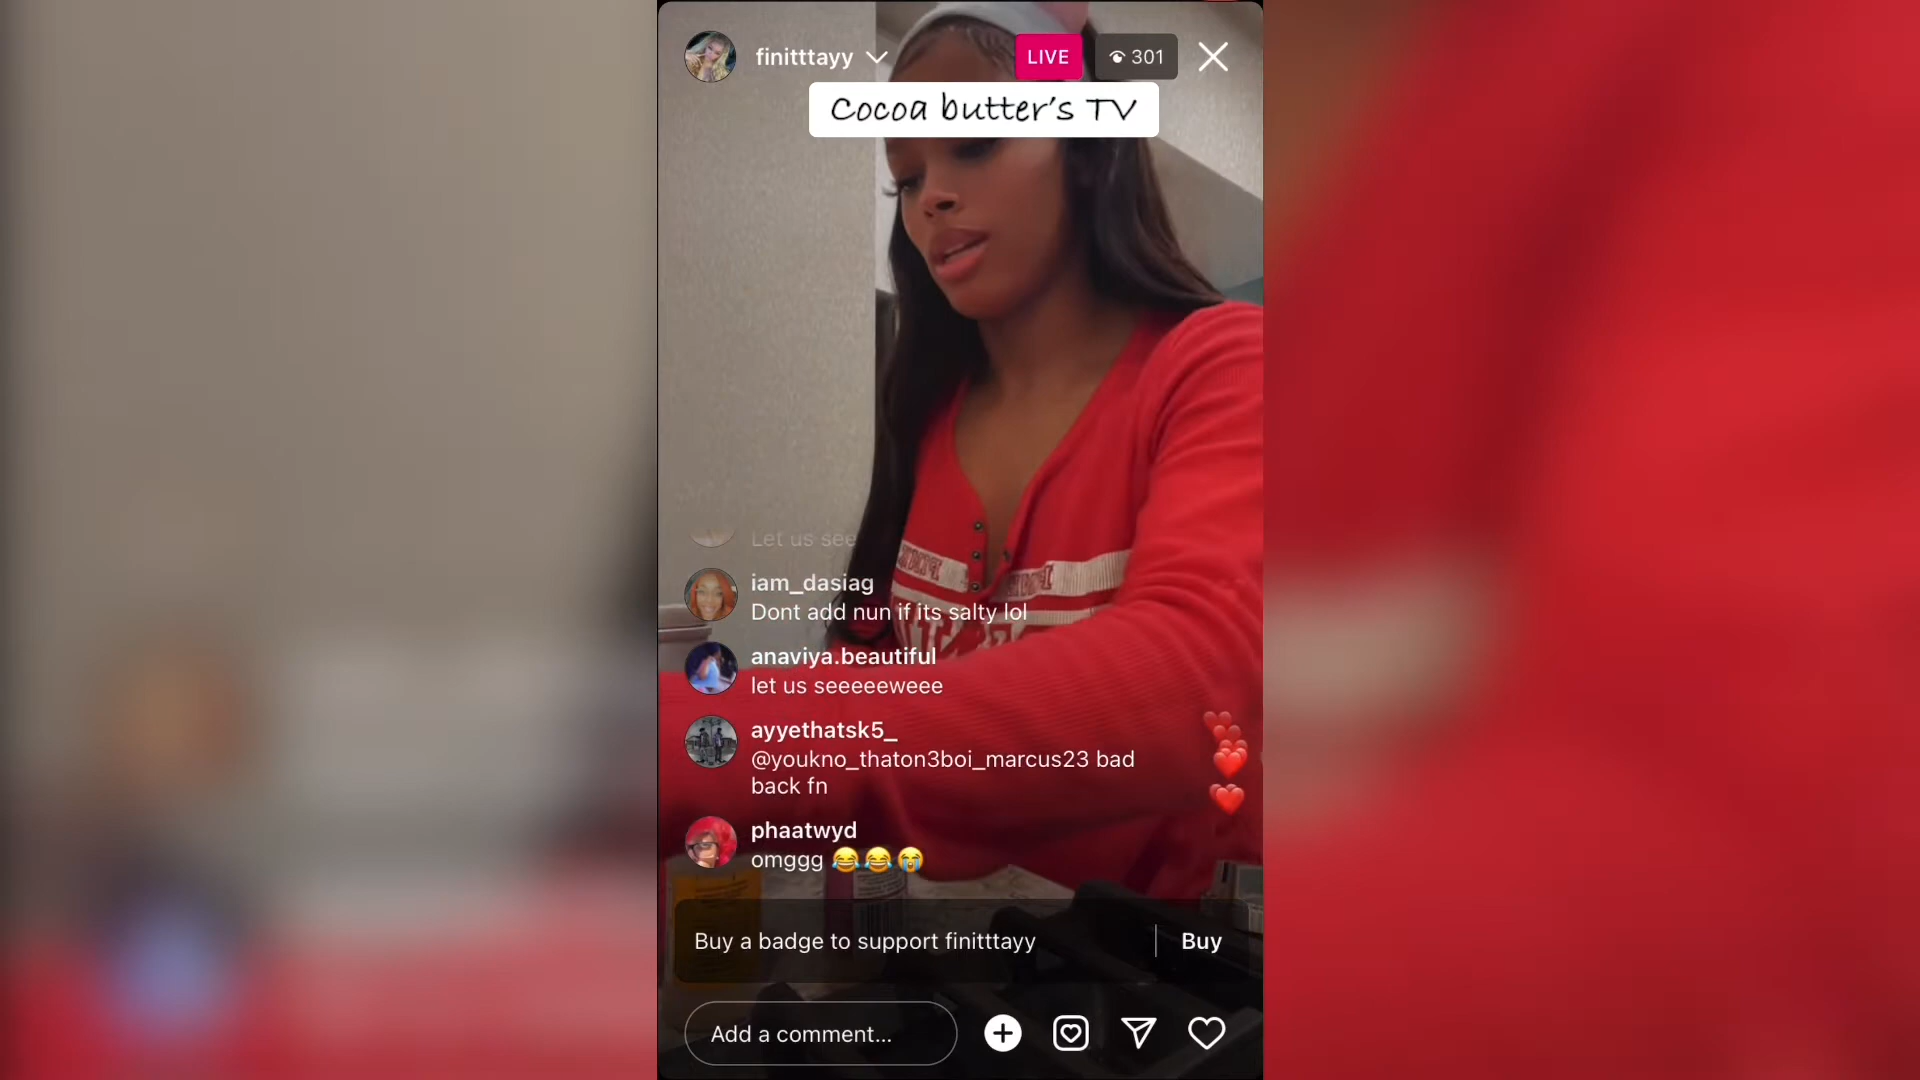 finitttayy
LIVE
301
Cocoa butter's TV
Let us see
iam_dasiag
Dont add nun if its salty lol
anaviya.beautiful
let us seeeeeweee
ayyethatsk5_
@youkno_thaton3boi_marcus23 bad
back fn
phaatwyd
omggg 😂😂😭
Buy a badge to support finitttayy
Buy
Add a comment...